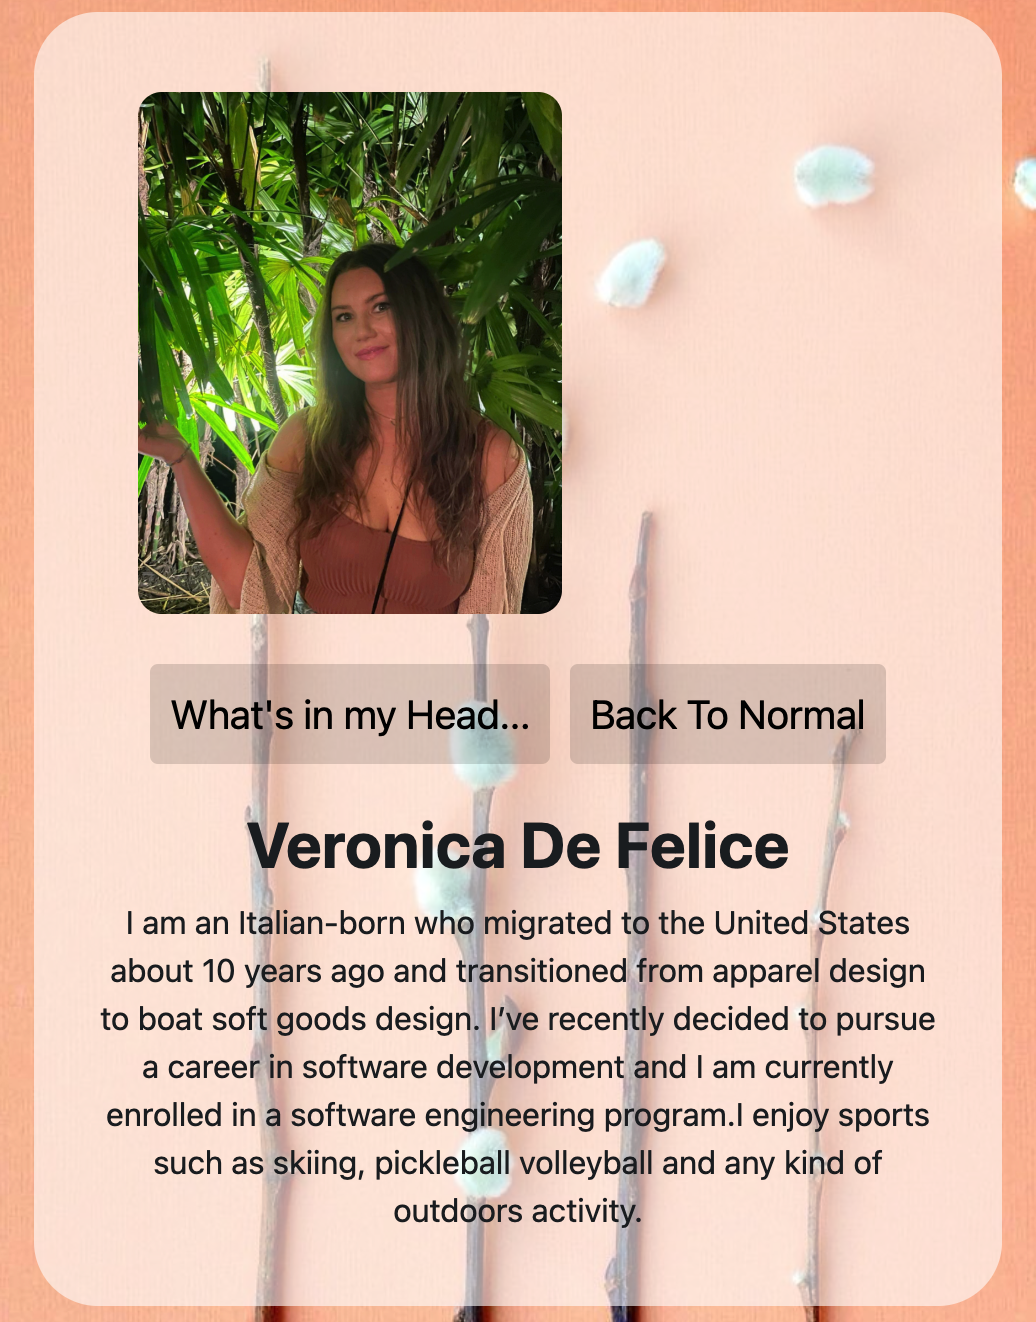 What's in my Head...
Back To Normal
Veronica De Felice
I am an Italian-born who migrated to the United States
about 10 years ago and transitioned from apparel design
to boat soft goods design. I’ve recently decided to pursue
a career in software development and I am currently
enrolled in a software engineering program.I enjoy sports
such as skiing, pickleball volleyball and any kind of
outdoors activity.